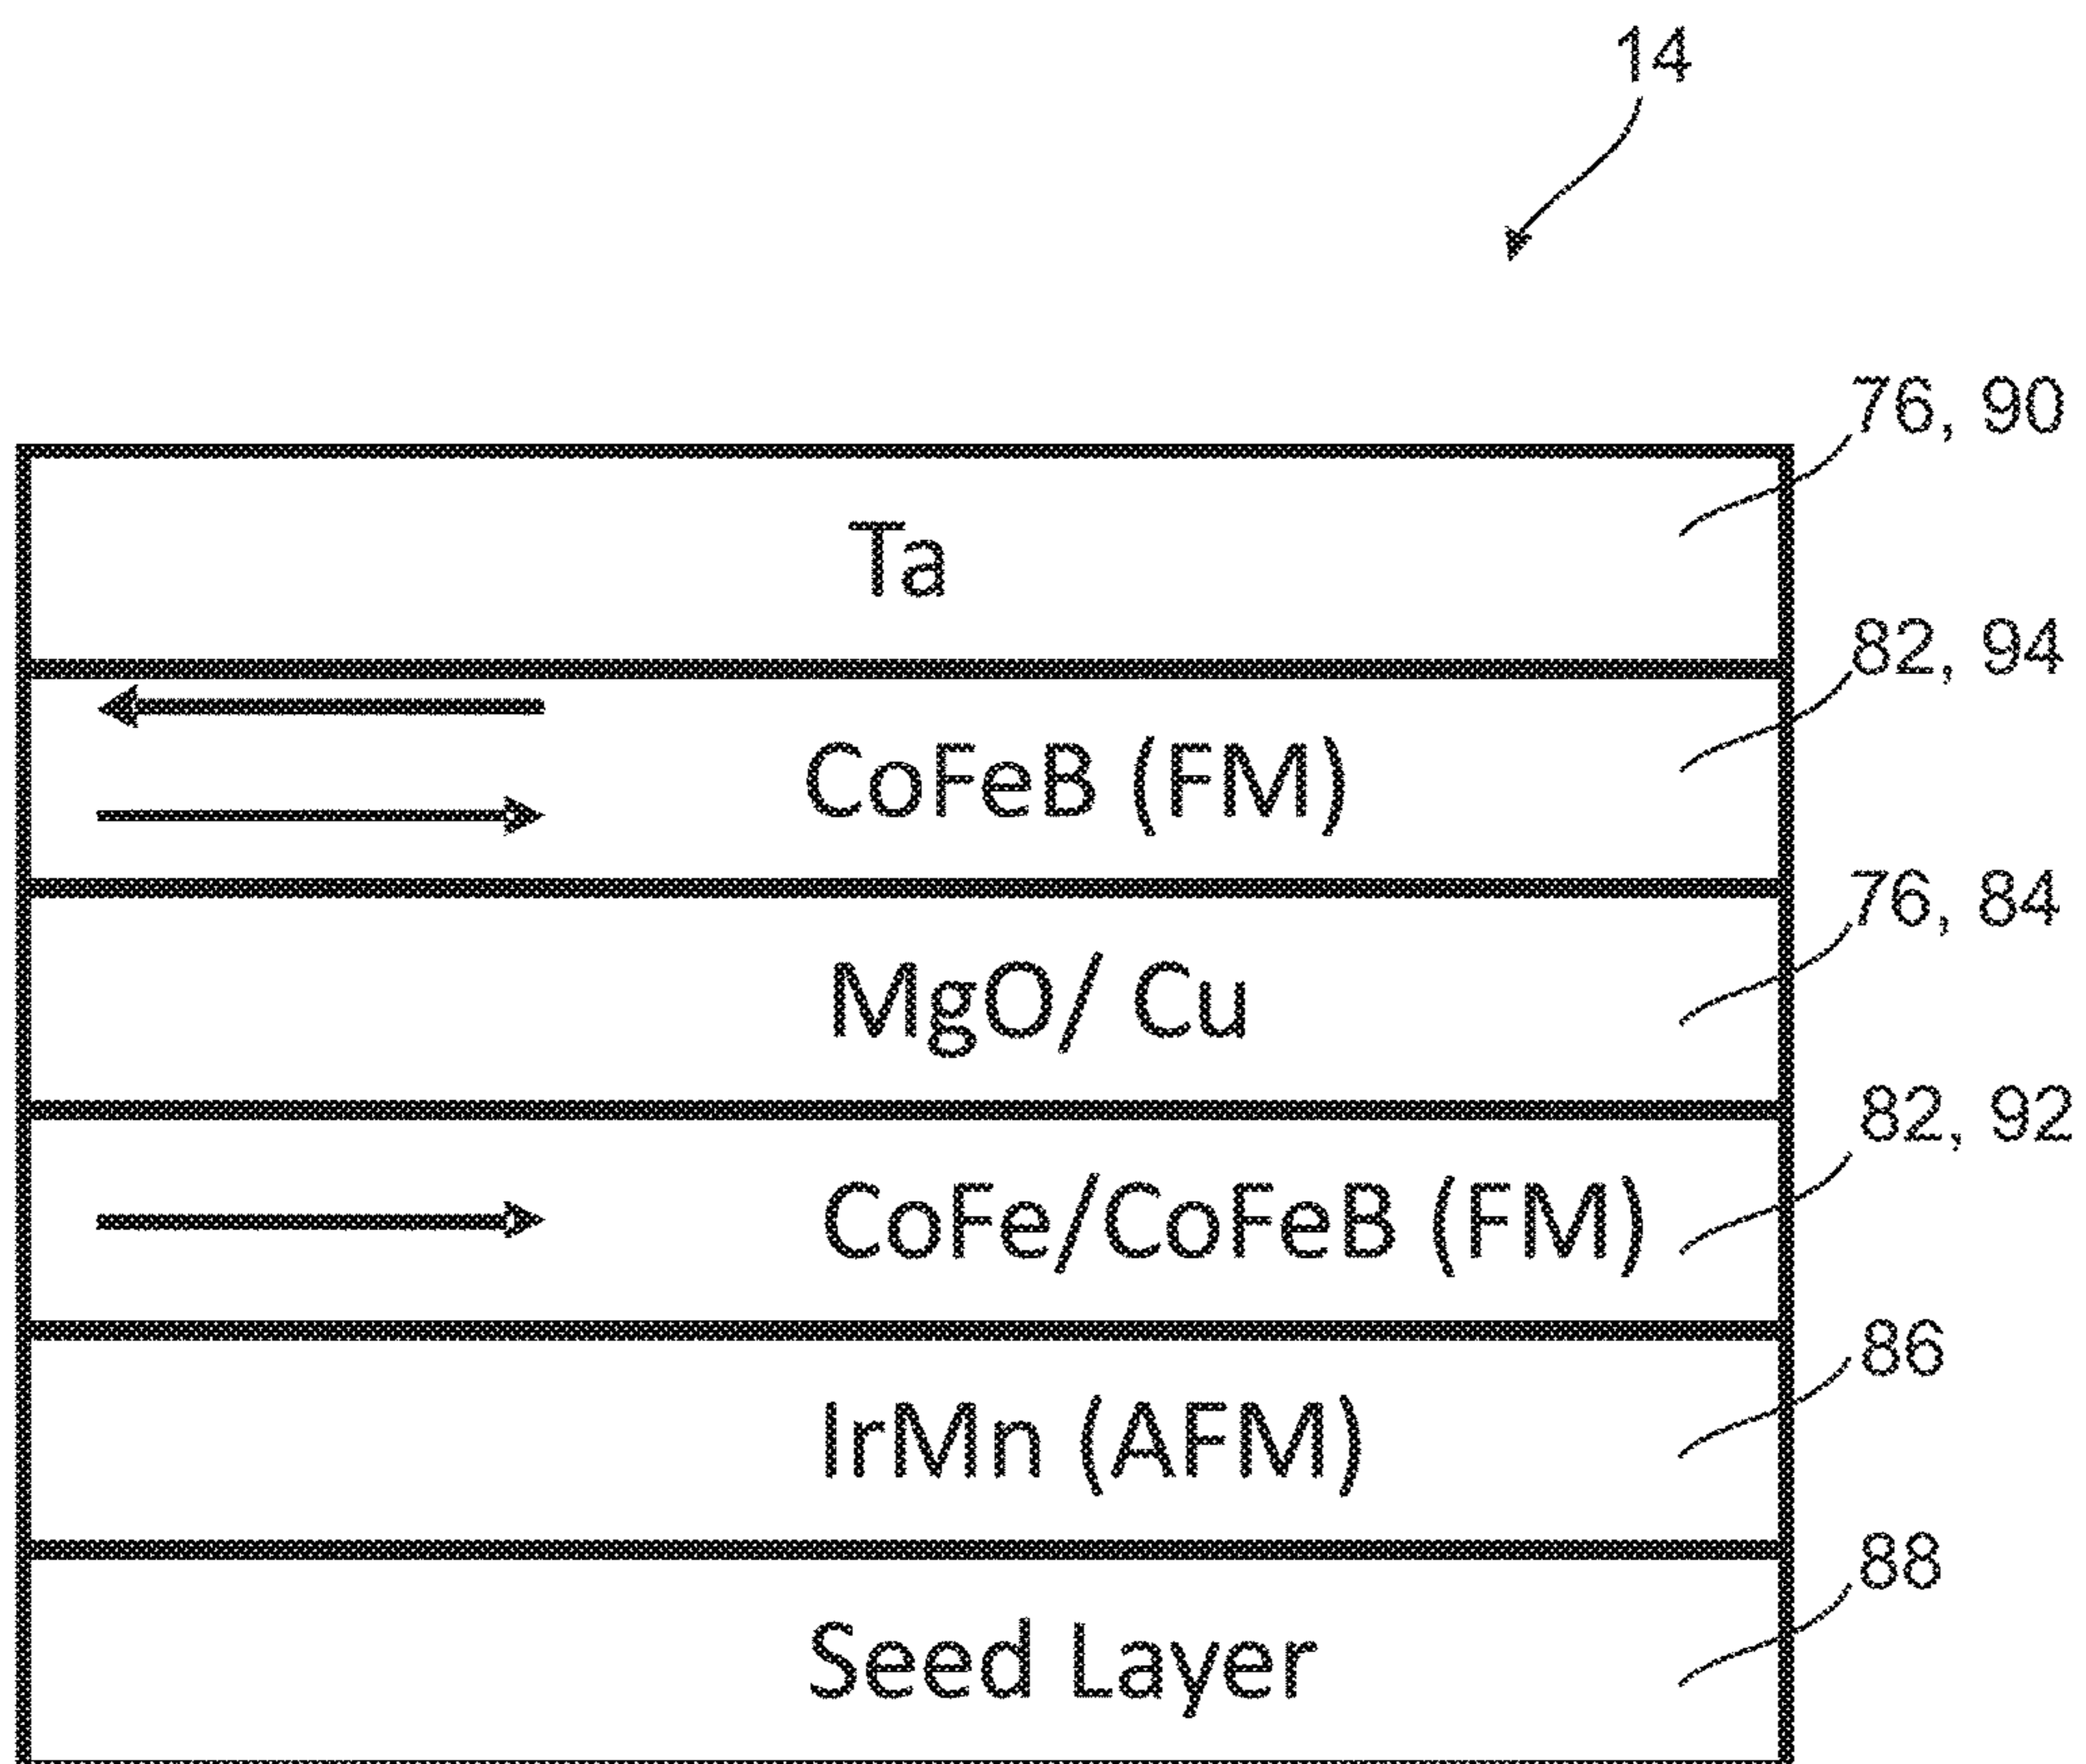 14
76, 90
Ta
82, 94
CoFeB (FM)
76, 84
MgO/ Cu
82, 92
CoFe/CoFeB (FM)
86
IrMn (AFM)
88
Seed Layer